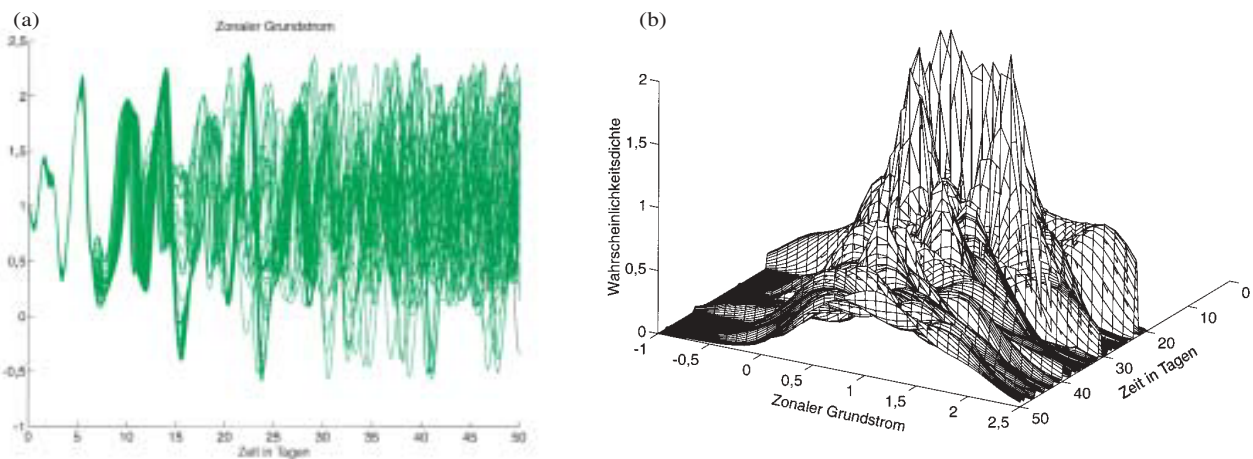 (a)
Zonaler Grundstrom
2,5
2
1,5
1
0,5
0
-0,5
-1
0 5 10 15 20 25 30 35 40 45 50
Zeit in Tagen
(b)
2
1,5
1
0,5
0
Wahrscheinlichkeitsdichte
-1 -0,5 0 0,5 1 1,5 2 2,5
Zonaler Grundstrom
50 40 30 20 10 0
Zeit in Tagen